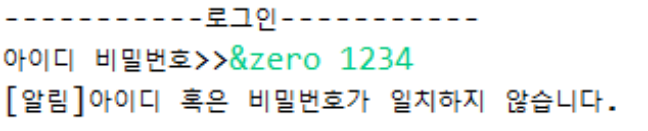 -----------로그인-----------
아이디 비밀번호>>&zero 1234
[알림]아이디 혹은 비밀번호가 일치하지 않습니다.